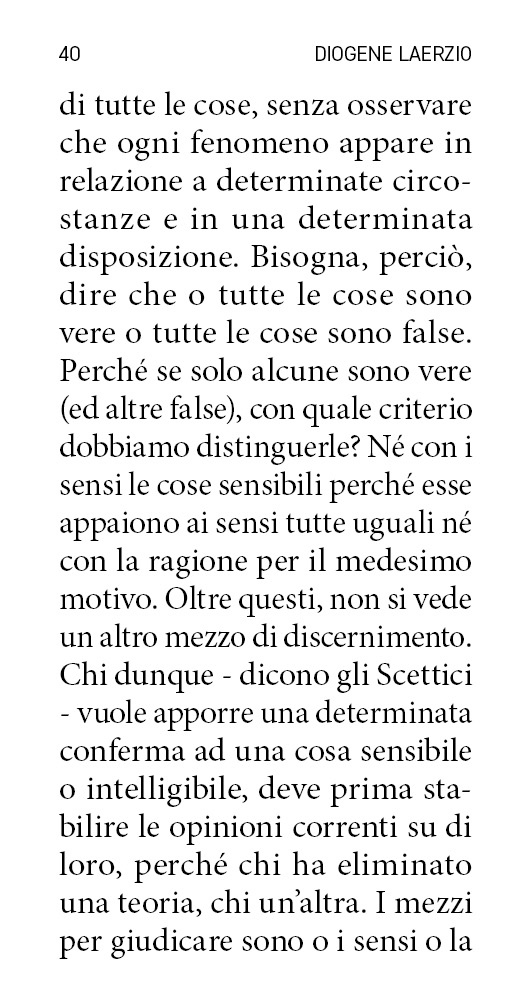 40 DIOGENE LAERZIO
di tutte le cose, senza osservare
che ogni fenomeno appare in
relazione a determinate circo-
stanze e in una determinata
disposizione. Bisogna, perciò,
dire che o tutte le cose sono
vere o tutte le cose sono false.
Perché se solo alcune sono vere
(ed altre false), con quale criterio
dobbiamo distinguerle? Né con i
sensi le cose sensibili perché esse
appaiono ai sensi tutte uguali né
con la ragione per il medesimo
motivo. Oltre questi, non si vede
un altro mezzo di discernimento.
Chi dunque - dicono gli Scettici
- vuole apporre una determinata
conferma ad una cosa sensibile
o intelligibile, deve prima sta-
bilire le opinioni correnti su di
loro, perché chi ha eliminato
una teoria, chi un’altra. I mezzi
per giudicare sono o i sensi o la